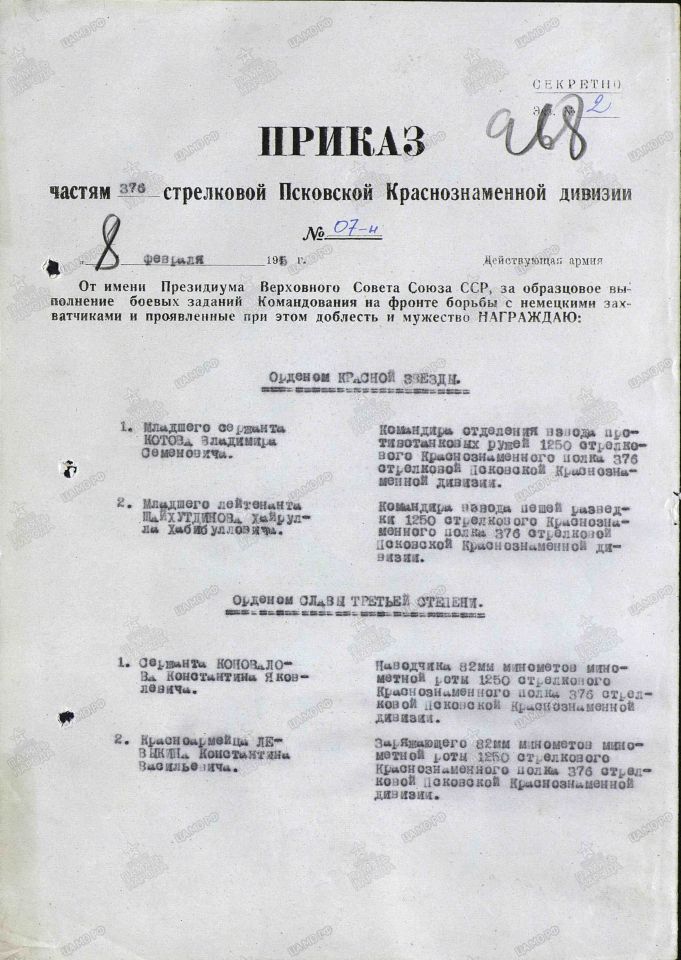 СЕКРЕТНО
Экз. № 2
968
ПРИКАЗ
частям 376 стрелковой Псковской Краснознаменной дивизии
№ 07-н
„8 февраля 1945 г. Действующая армия
От имени Президиума Верховного Совета Союза ССР, за образцовое вы-
полнение боевых заданий Командования на фронте борьбы с немецкими зах-
ватчиками и проявленные при этом доблесть и мужество НАГРАЖДАЮ:
Орденом КРАСНОЙ ЗВЕЗДЫ.
1. Младшего сержанта
КОТОВА Владимира
Семеновича.
Командира отделения взвода про-
тивотанковых ружей 1250 стрелко-
вого Краснознаменного полка 376
стрелковой Псковской Краснозна-
менной дивизии.
2. Младшего лейтенанта
ШАЙХУТДИНОВА Хайрул-
ла Хабибулловича.
Командира взвода пешей развед-
ки 1250 стрелкового Краснозна-
менного полка 376 стрелковой
Псковской Краснознаменной ди-
визии.
Орденом СЛАВЫ ТРЕТЬЕЙ СТЕПЕНИ.
1. Сержанта КОНОВАЛО-
ВА Константина Яков-
левича.
Наводчика 82мм минометов мино-
метной роты 1250 стрелкового
Краснознаменного полка 376 стрел-
ковой Псковской Краснознаменной
дивизии.
2. Красноармейца ЛЕ-
ВЫКИНА Константина
Васильевича.
Заряжающего 82мм минометов мино-
метной роты 1250 стрелкового
Краснознаменного полка 376 стрел-
ковой Псковской Краснознаменной
дивизии.